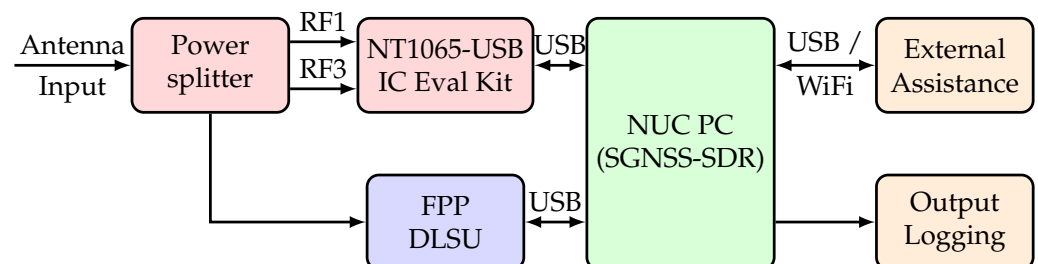 Antenna
Input
Power
splitter
RF1
RF3
NT1065-USB
IC Eval Kit
USB
NUC PC
(SGNSS-SDR)
USB /
WiFi
External
Assistance
FPP
DLSU
USB
Output
Logging